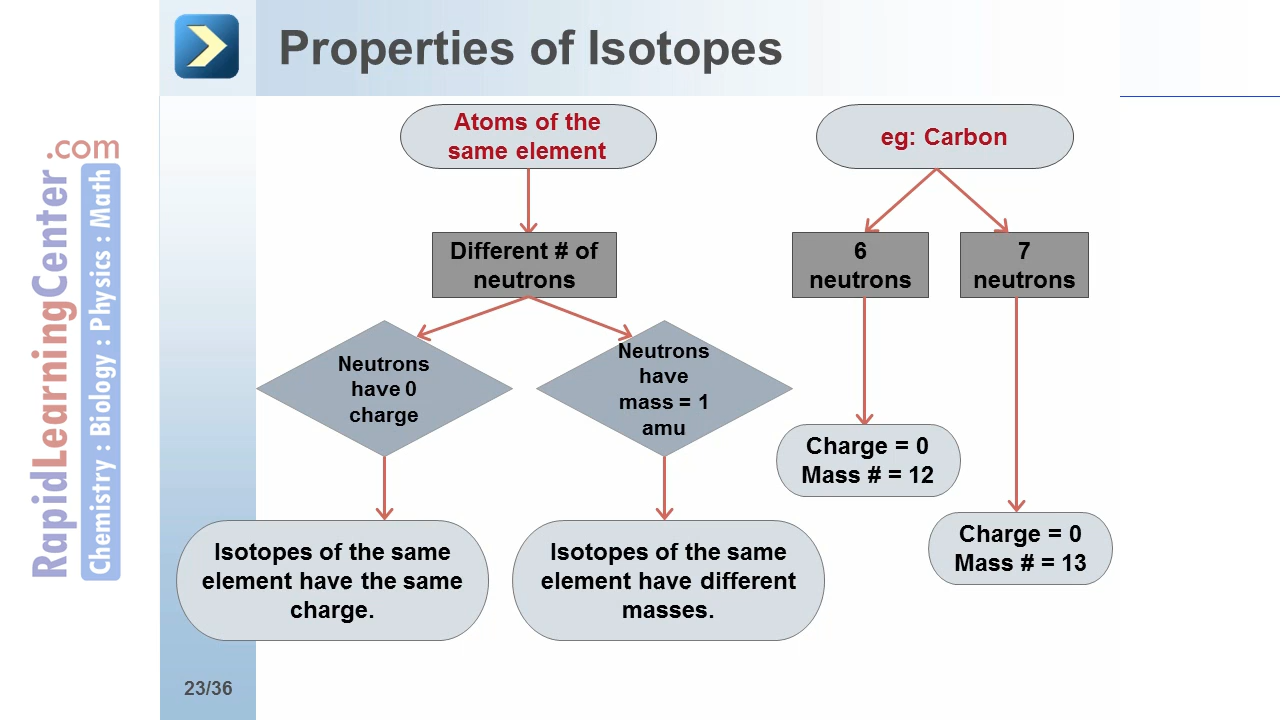 Properties of Isotopes
RapidLearningCenter.com
Chemistry : Biology : Physics : Math
Atoms of the
same element
Different # of
neutrons
Neutrons
have 0
charge
Neutrons
have
mass = 1
amu
Isotopes of the same
element have the same
charge.
Isotopes of the same
element have different
masses.
eg: Carbon
6
neutrons
7
neutrons
Charge = 0
Mass # = 12
Charge = 0
Mass # = 13
23/36